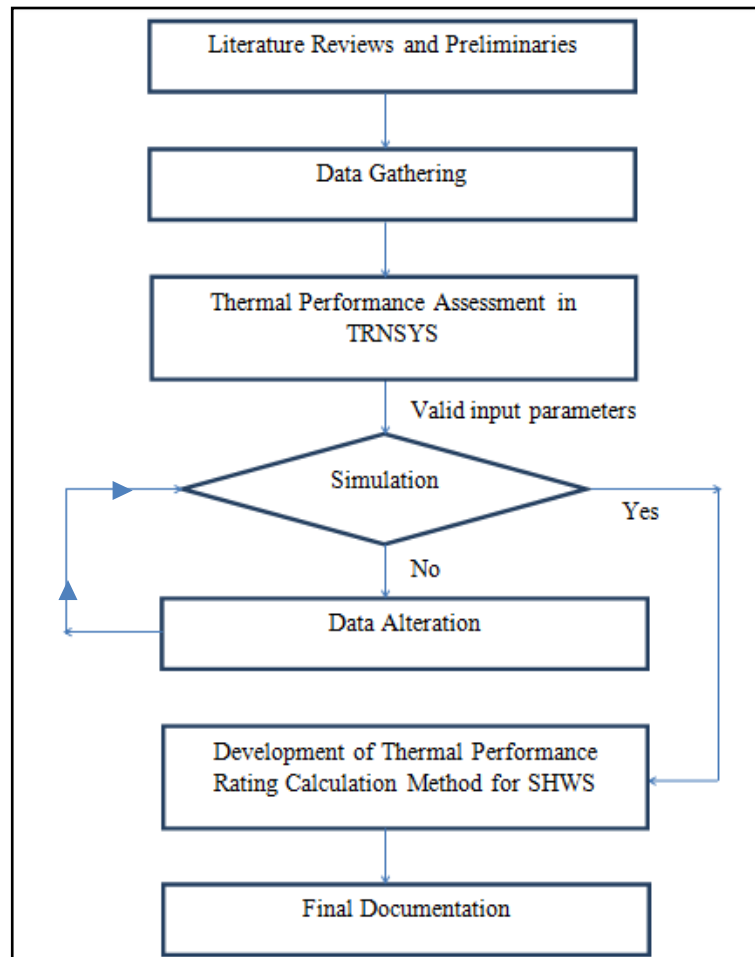 Literature Reviews and Preliminaries
Data Gathering
Thermal Performance Assessment in
TRNSYS
Valid input parameters
Simulation
Yes
No
Data Alteration
Development of Thermal Performance
Rating Calculation Method for SHWS
Final Documentation